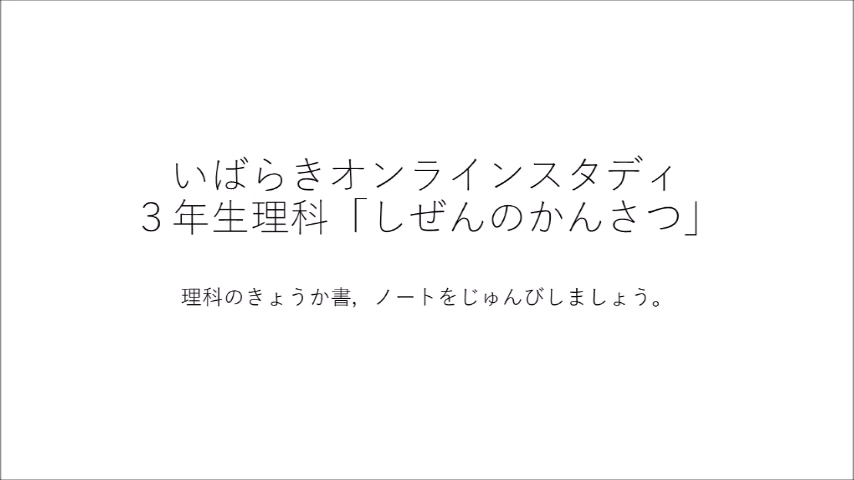 いばらきオンラインスタディ
３年生理科「しぜんのかんさつ」
理科のきょうか書，ノートをじゅんびしましょう。